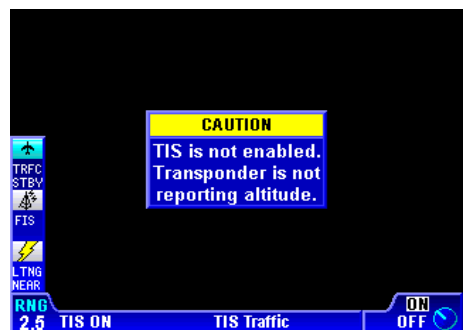 CAUTION
TIS is not enabled.
Transponder is not
reporting altitude.
TRFC
STBY
FIS
LTNG
NEAR
RNG
2.5
TIS ON
TIS Traffic
ON
OFF